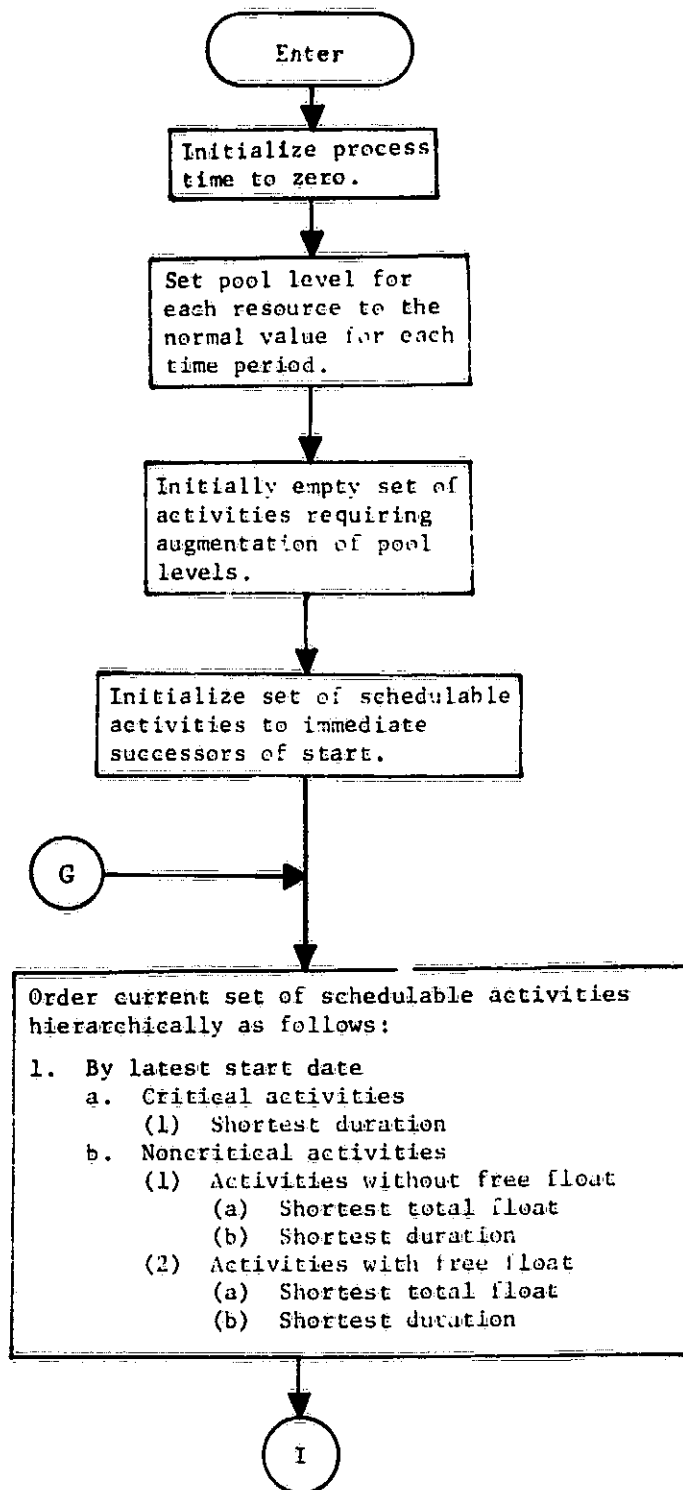 Enter
Initialize process
time to zero.
Set pool level for
each resource to the
normal value for each
time period.
Initially empty set of
activities requiring
augmentation of pool
levels.
Initialize set of schedulable
activities to immediate
successors of start.
G
Order current set of schedulable activities
hierarchically as follows:
1. By latest start date
a. Critical activities
(1) Shortest duration
b. Noncritical activities
(1) Activities without free float
(a) Shortest total float
(b) Shortest duration
(2) Activities with free float
(a) Shortest total float
(b) Shortest duration
I